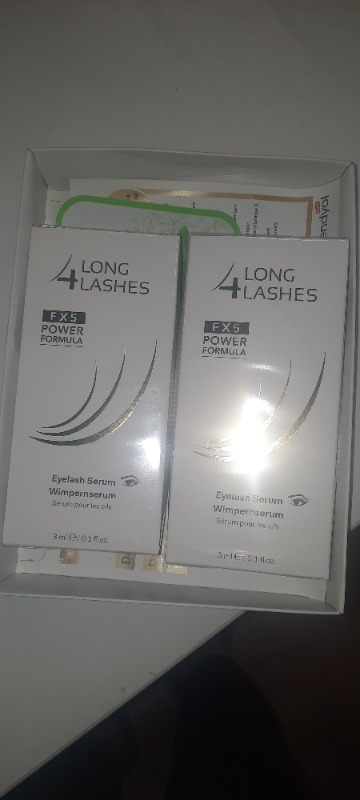 endyol
4 LONG
LASHES
FX5
POWER
FORMULA
Eyelash Serum
Wimpernserum
Sérum pour les cils
3 ml ℮ / 0.1 fl.oz.
4 LONG
LASHES
FX5
POWER
FORMULA
Eyelash Serum
Wimpernserum
Sérum pour les cils
3 ml ℮ / 0.1 fl.oz.